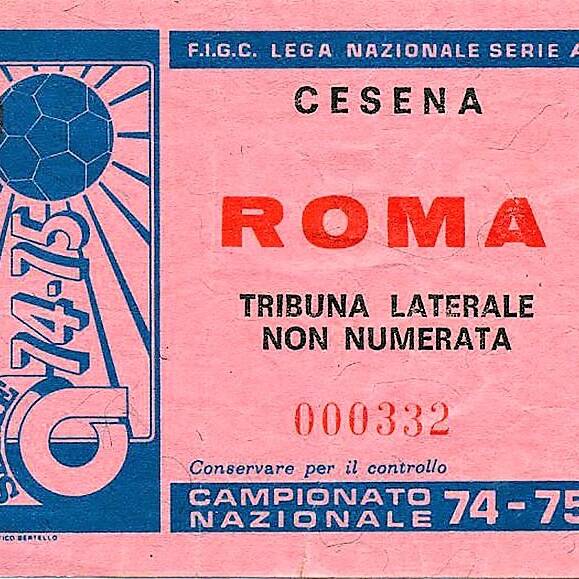 F.I.G.C. LEGA NAZIONALE SERIE A
CESENA
ROMA
TRIBUNA LATERALE
NON NUMERATA
000332
Conservare per il controllo
CAMPIONATO
NAZIONALE 74-75
74-75
BERTELLO